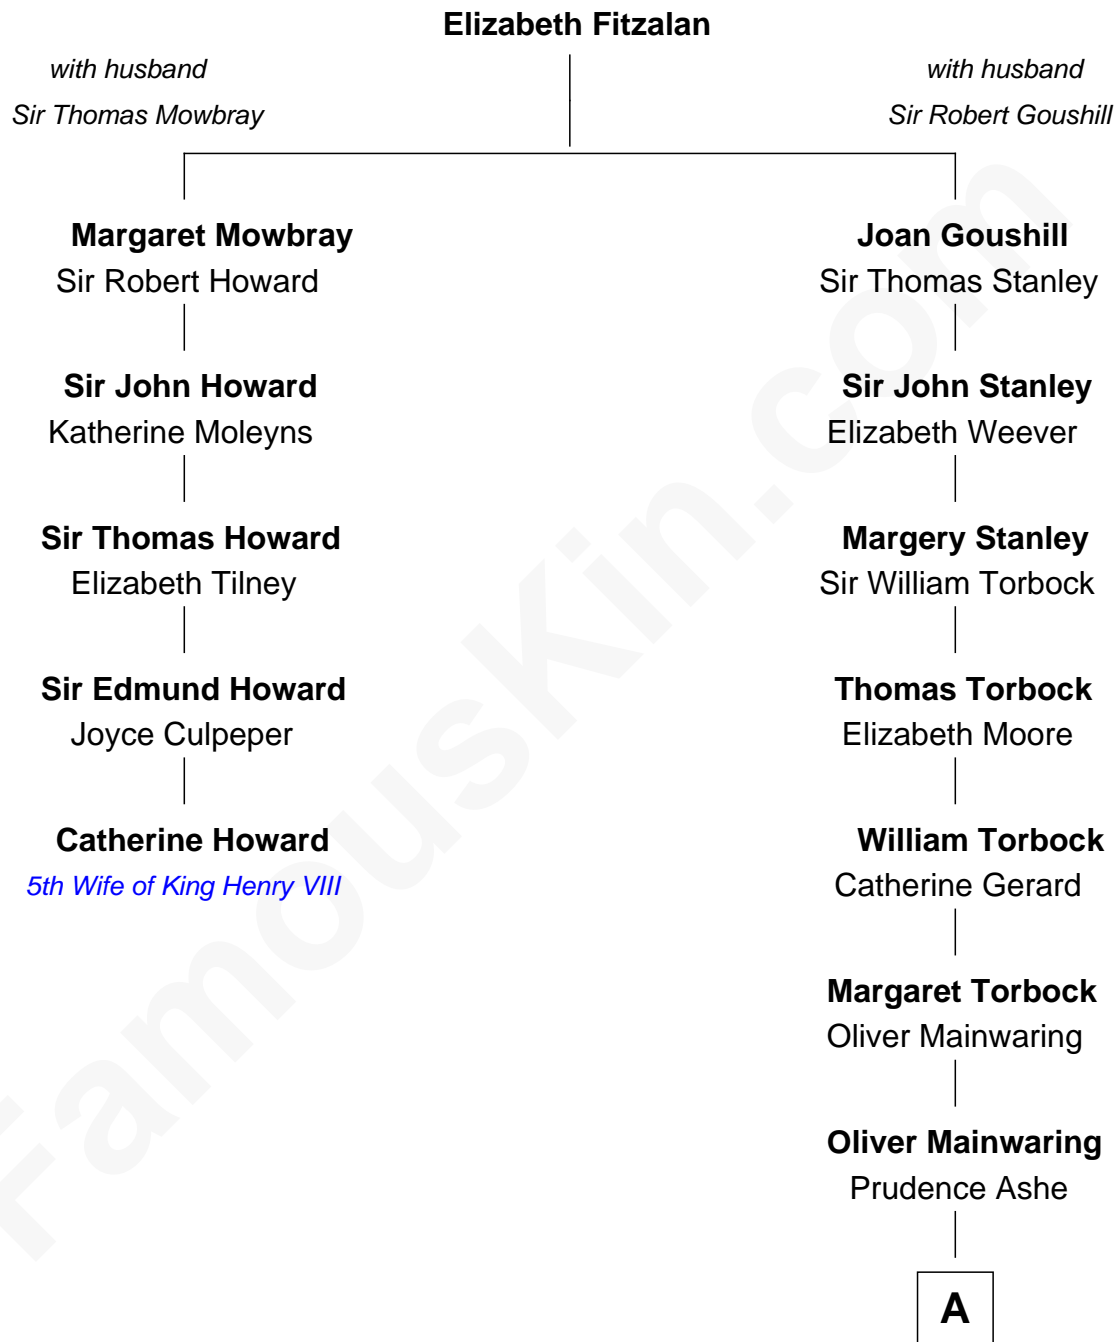 Elizabeth Fitzalan
with husband
Sir Thomas Mowbray
with husband
Sir Robert Goushill
Margaret Mowbray
Sir Robert Howard
Sir John Howard
Katherine Moleyns
Sir Thomas Howard
Elizabeth Tilney
Sir Edmund Howard
Joyce Culpeper
Catherine Howard
5th Wife of King Henry VIII
Joan Goushill
Sir Thomas Stanley
Sir John Stanley
Elizabeth Weever
Margery Stanley
Sir William Torbock
Thomas Torbock
Elizabeth Moore
William Torbock
Catherine Gerard
Margaret Torbock
Oliver Mainwaring
Oliver Mainwaring
Prudence Ashe
A
FamousKin.com